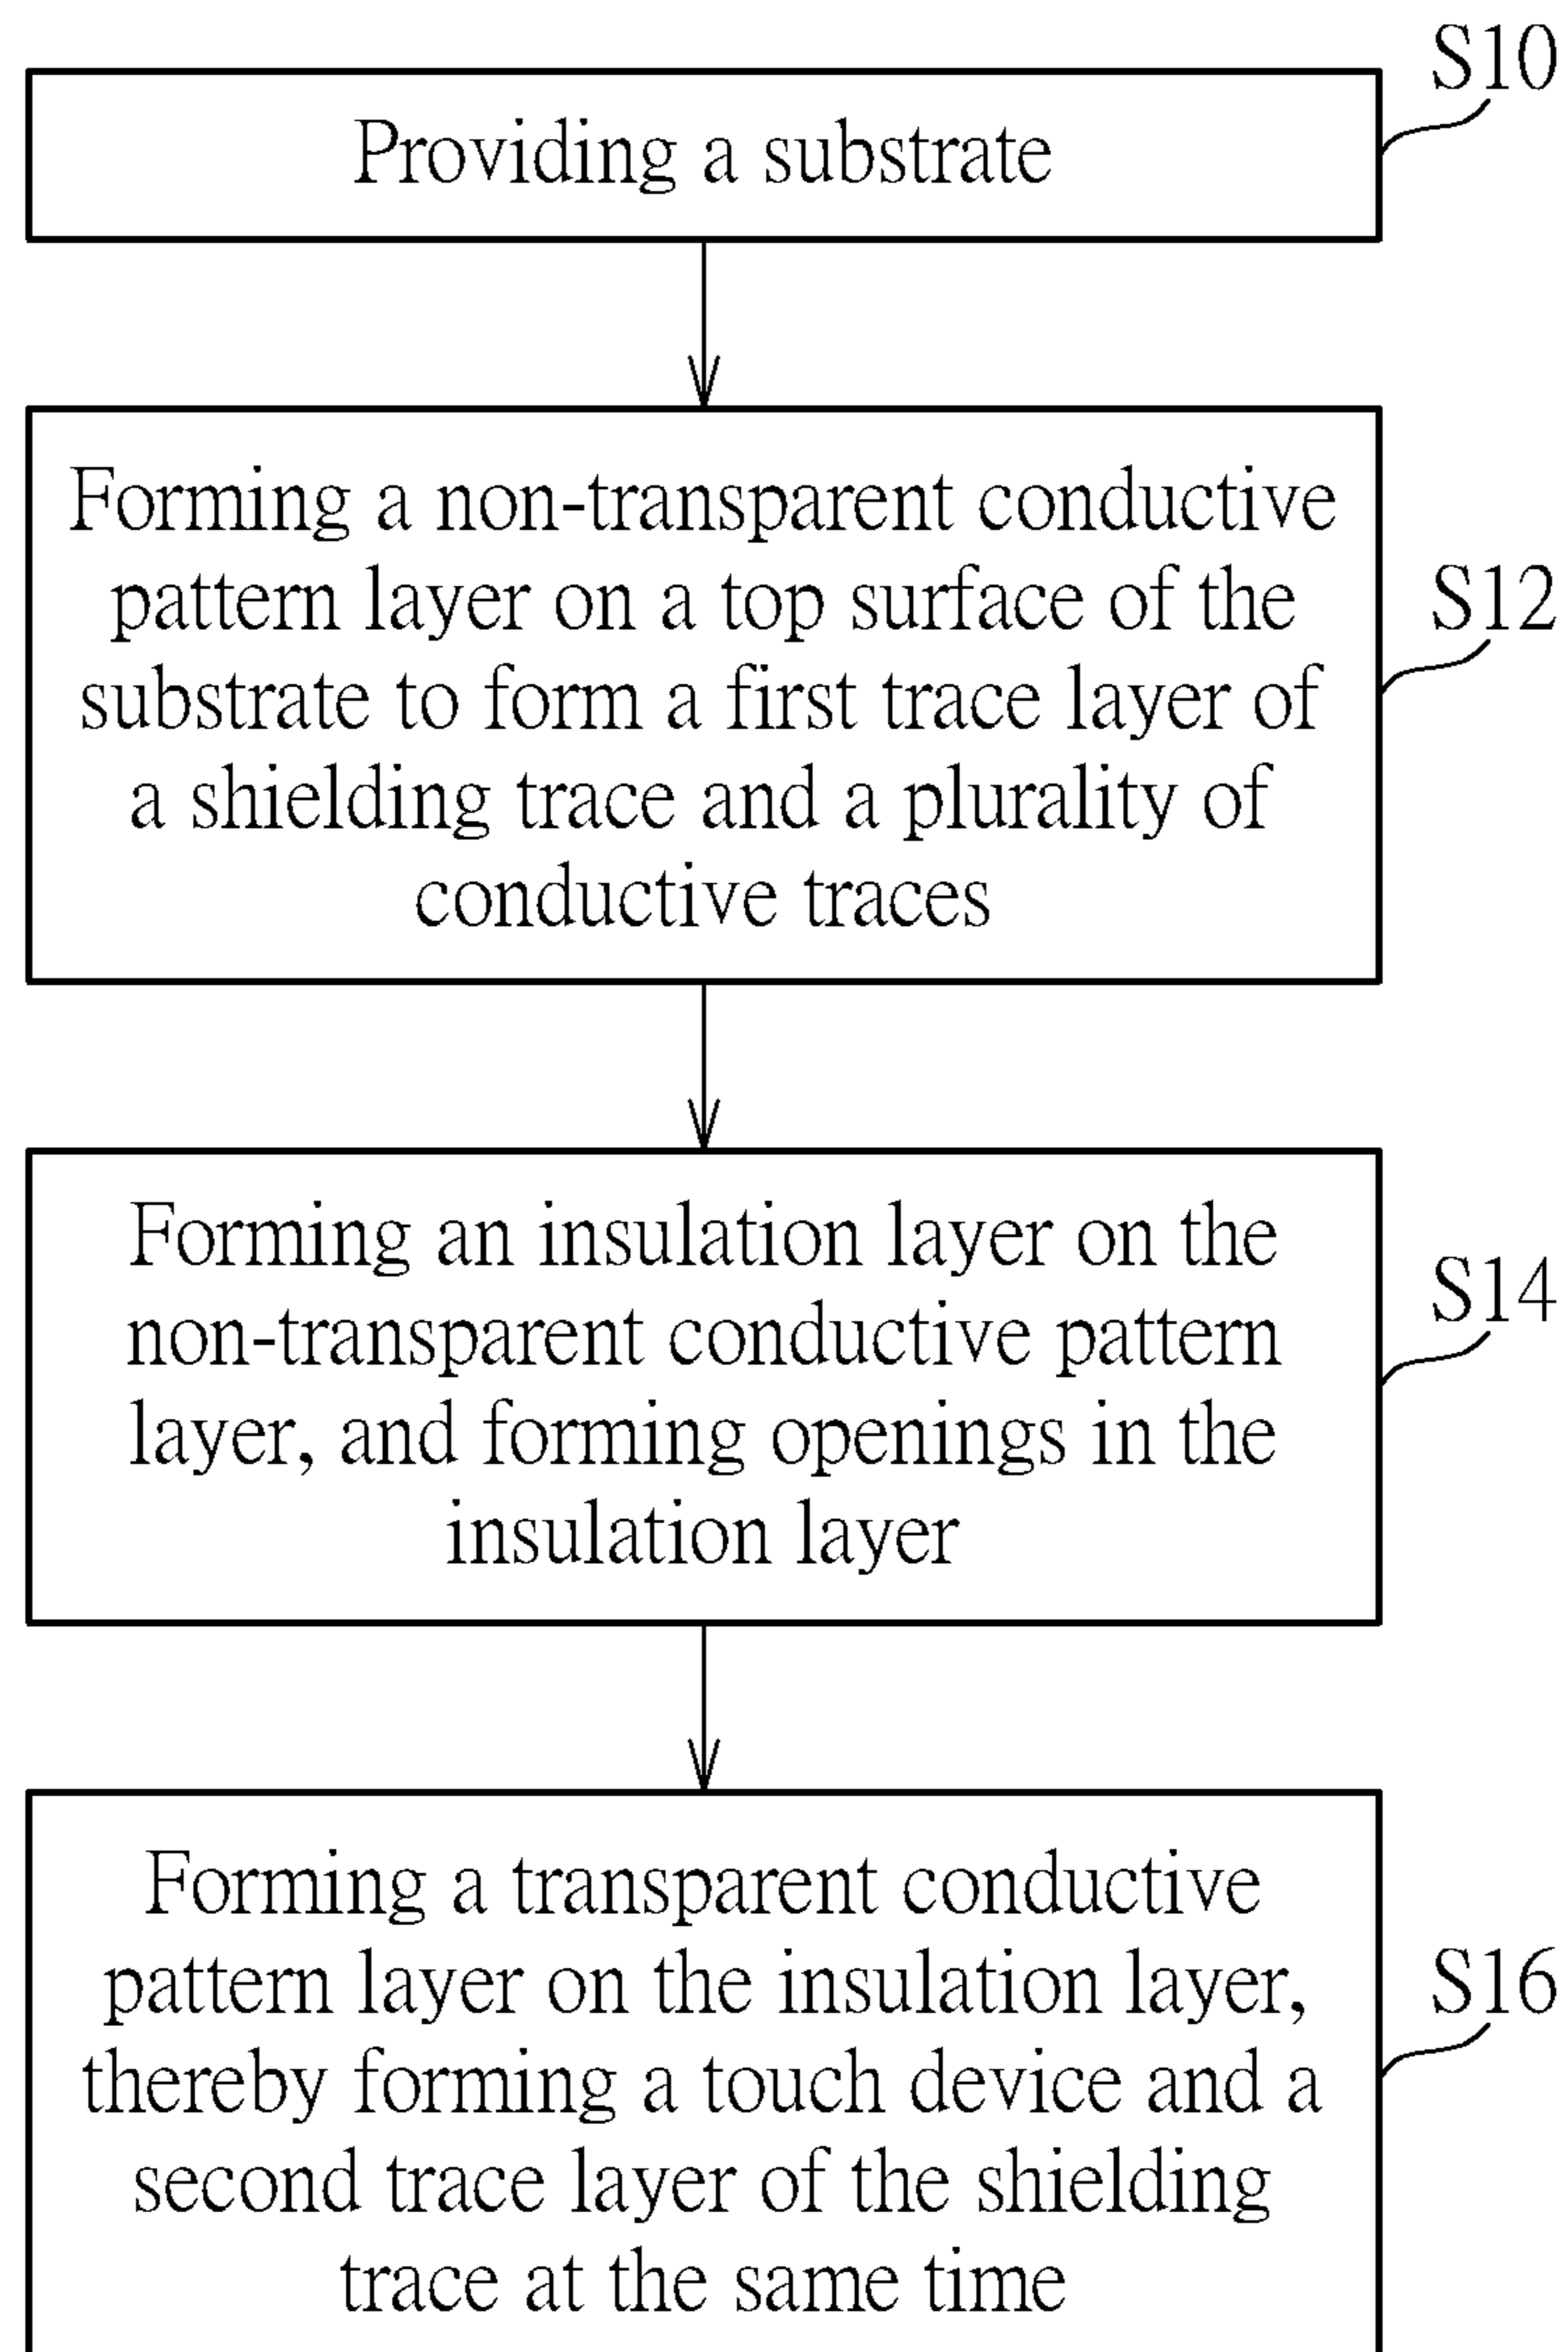 S10
Providing a substrate
Forming a non-transparent conductive
pattern layer on a top surface of the
substrate to form a first trace layer of
a shielding trace and a plurality of
conductive traces
S12
Forming an insulation layer on the
non-transparent conductive pattern
layer, and forming openings in the
insulation layer
S14
Forming a transparent conductive
pattern layer on the insulation layer,
thereby forming a touch device and a
second trace layer of the shielding
trace at the same time
S16